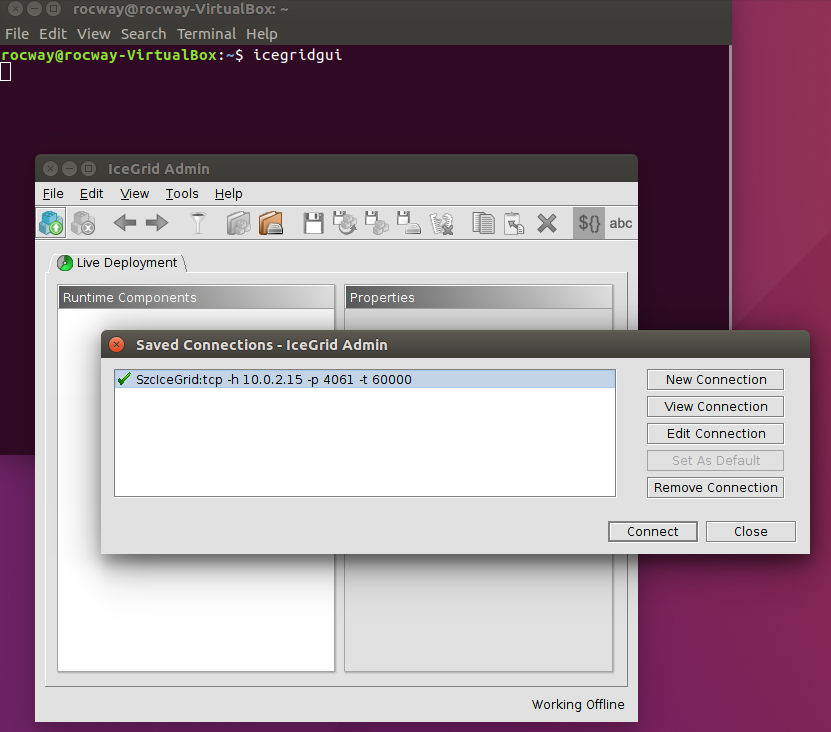 rocway@rocway-VirtualBox: ~
File Edit View Search Terminal Help
rocway@rocway-VirtualBox:~$ icegridgui
IceGrid Admin
File Edit View Tools Help
${} abc
Live Deployment
Runtime Components
Properties
Saved Connections - IceGrid Admin
SzcIceGrid:tcp -h 10.0.2.15 -p 4061 -t 60000
New Connection
View Connection
Edit Connection
Set As Default
Remove Connection
Connect
Close
Working Offline